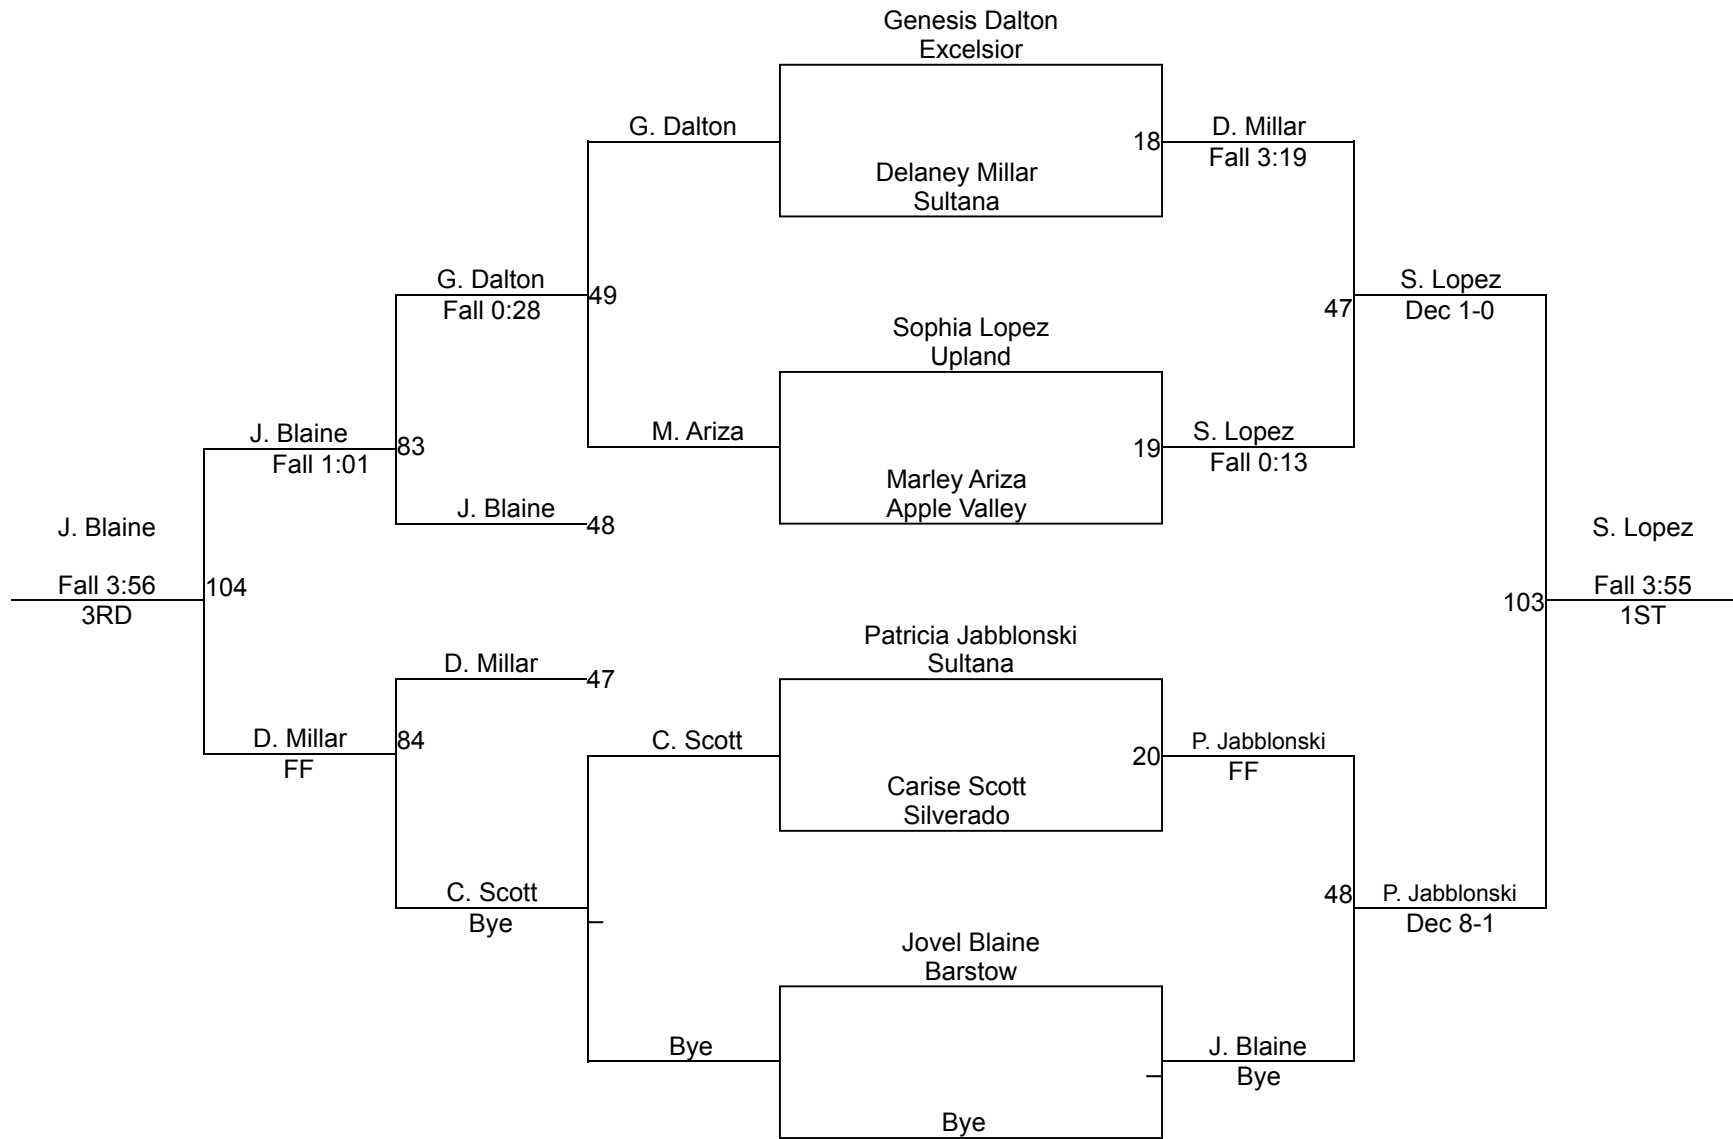 Genesis Dalton
Excelsior
G. Dalton
18
D. Millar
Fall 3:19
Delaney Millar
Sultana
G. Dalton
Fall 0:28
49
S. Lopez
Dec 1-0
47
Sophia Lopez
Upland
M. Ariza
19
S. Lopez
Fall 0:13
J. Blaine
Fall 1:01
83
Marley Ariza
Apple Valley
J. Blaine
48
J. Blaine
Fall 3:56
3RD
104
S. Lopez
Fall 3:55
1ST
103
Patricia Jabblonski
Sultana
D. Millar
47
D. Millar
FF
84
C. Scott
20
P. Jabblonski
FF
Carise Scott
Silverado
C. Scott
Bye
48
P. Jabblonski
Dec 8-1
Jovel Blaine
Barstow
Bye
J. Blaine
Bye
Bye